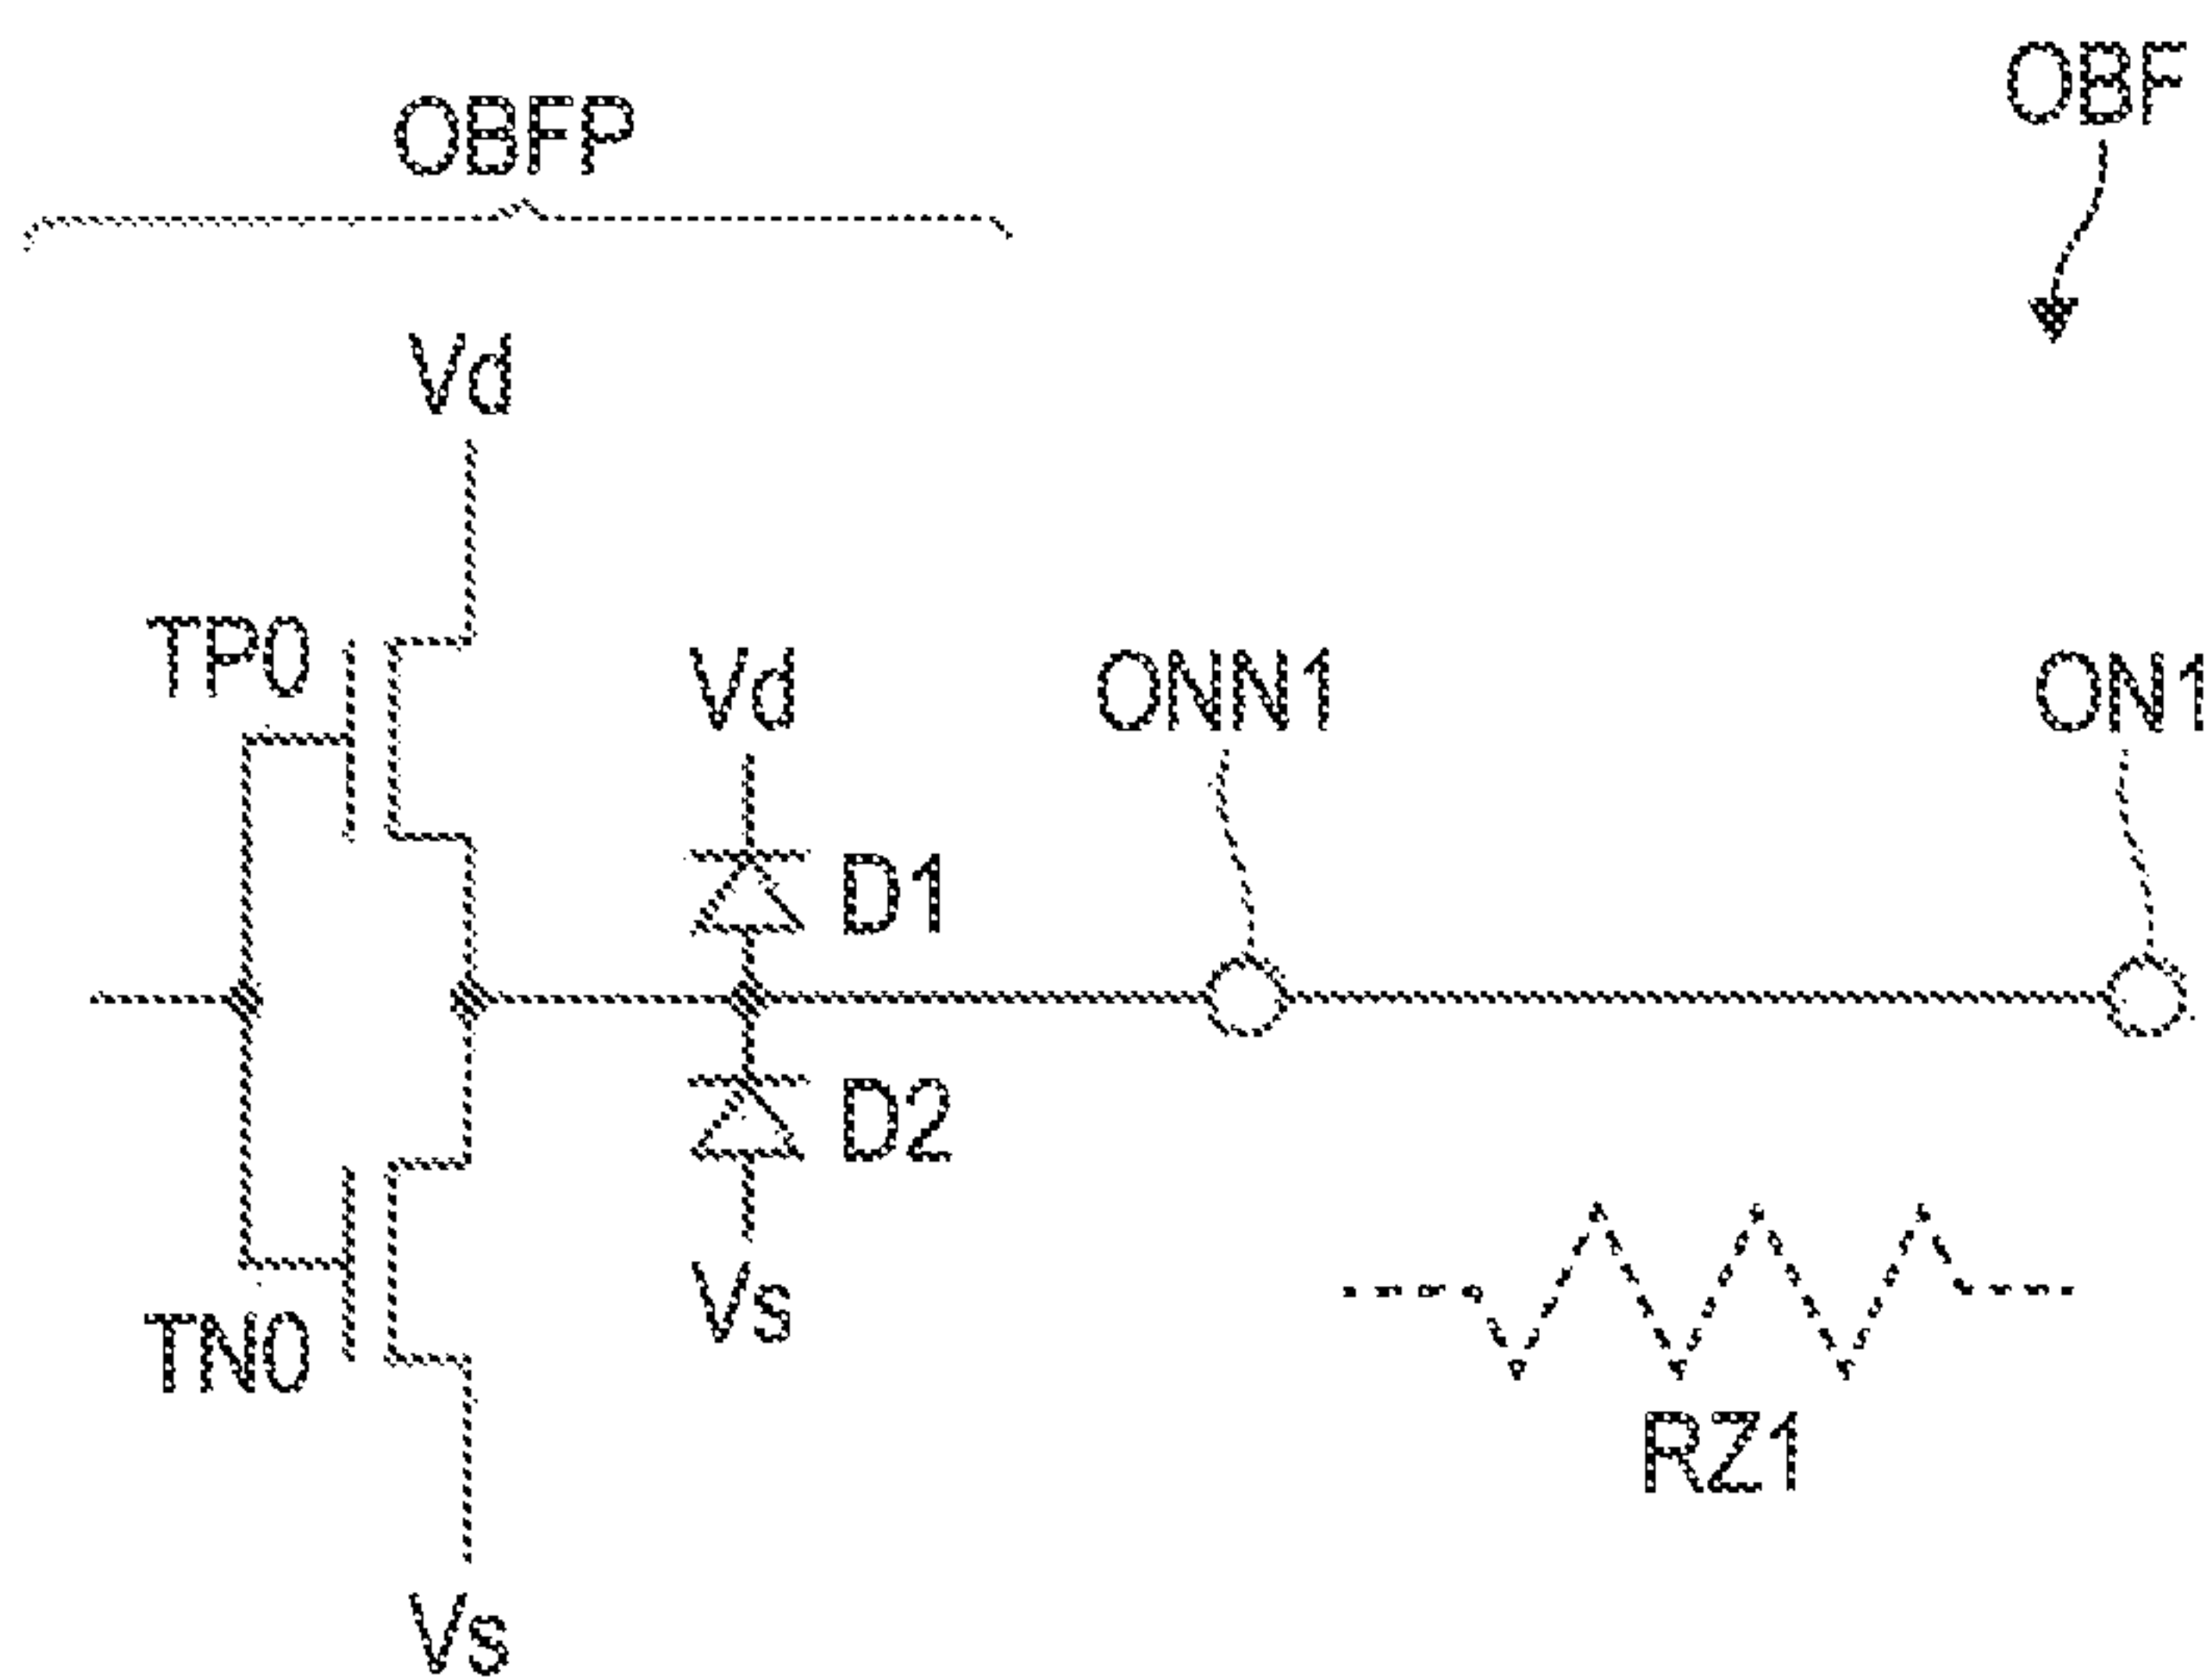 OBF
OBFP
Vd
TP0
Vd
ONN1
ON1
D1
D2
TN0
Vs
RZ1
Vs